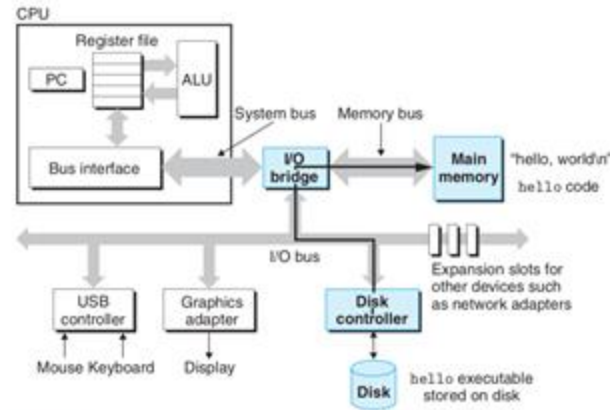 CPU
Register file
PC
ALU
System bus
Memory bus
Bus interface
I/O
bridge
Main
memory
"hello, world\n"
hello code
I/O bus
Expansion slots for
other devices such
as network adapters
USB
controller
Graphics
adapter
Disk
controller
Mouse Keyboard
Display
Disk
hello executable
stored on disk